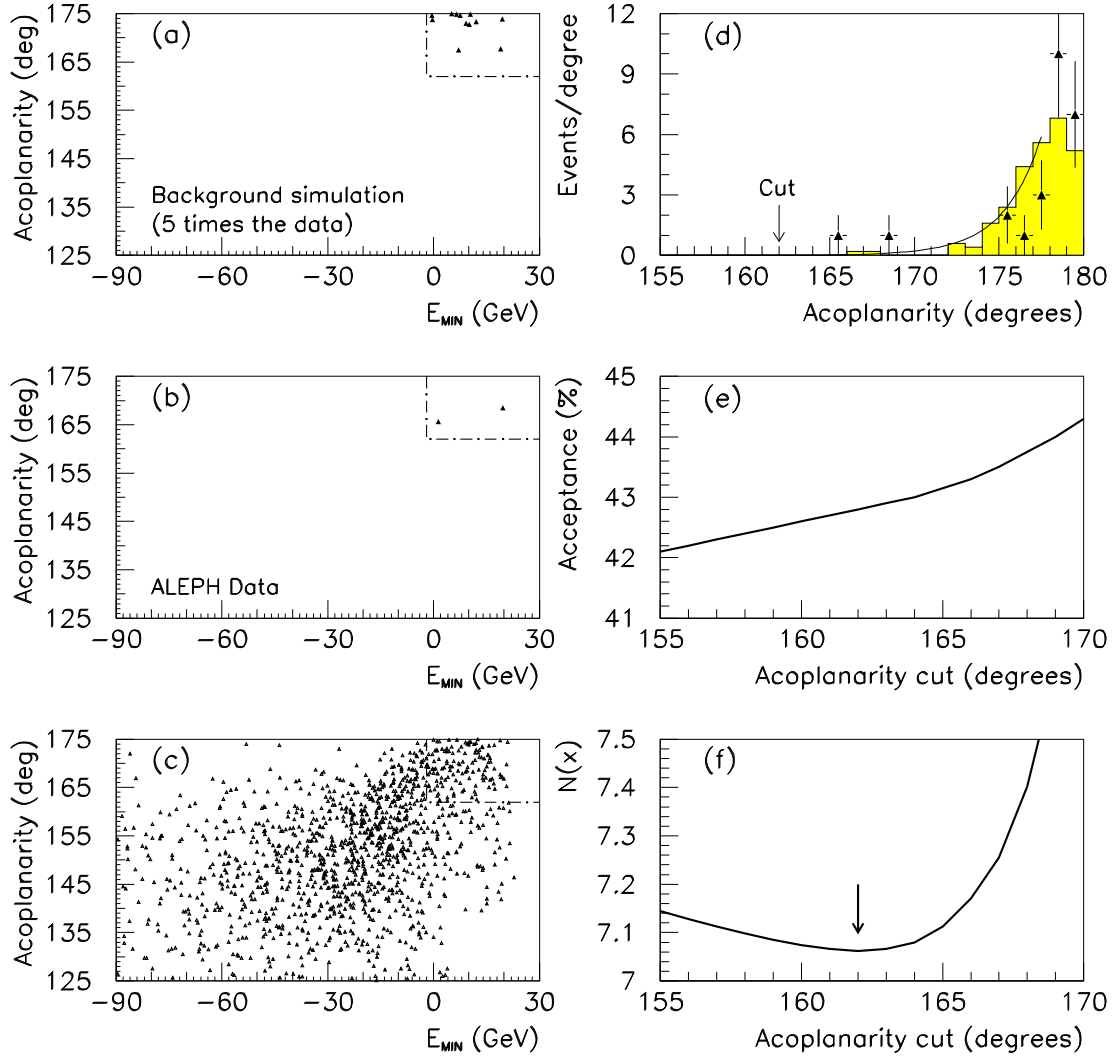 Acoplanarity (deg)
175
165
155
145
135
125
(a)
Background simulation
(5 times the data)
−90
−60
−30
0
30
E_MIN (GeV)
Events/degree
12
9
6
3
0
(d)
Cut
155
160
165
170
175
180
Acoplanarity (degrees)
Acoplanarity (deg)
175
165
155
145
135
125
(b)
ALEPH Data
−90
−60
−30
0
30
E_MIN (GeV)
Acceptance (%)
45
44
43
42
41
(e)
155
160
165
170
Acoplanarity cut (degrees)
Acoplanarity (deg)
175
165
155
145
135
125
(c)
−90
−60
−30
0
30
E_MIN (GeV)
N(x)
7.5
7.4
7.3
7.2
7.1
7
(f)
155
160
165
170
Acoplanarity cut (degrees)